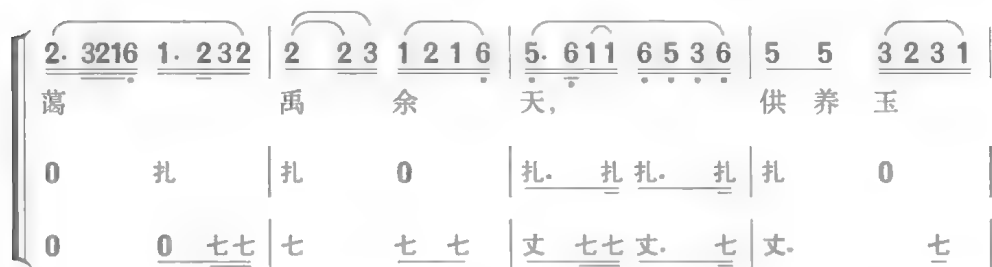 2· 3216 1· 232 | 2 23 1216 | 5· 611 6536 | 5 5 3231 |
蔼 禹 余 天, 供 养 玉
0 扎 | 扎 0 | 扎· 扎 扎· 扎 | 扎 0 |
0 0 七七 | 七 七 七 | 丈 七七 丈· 七 | 丈· 七 |